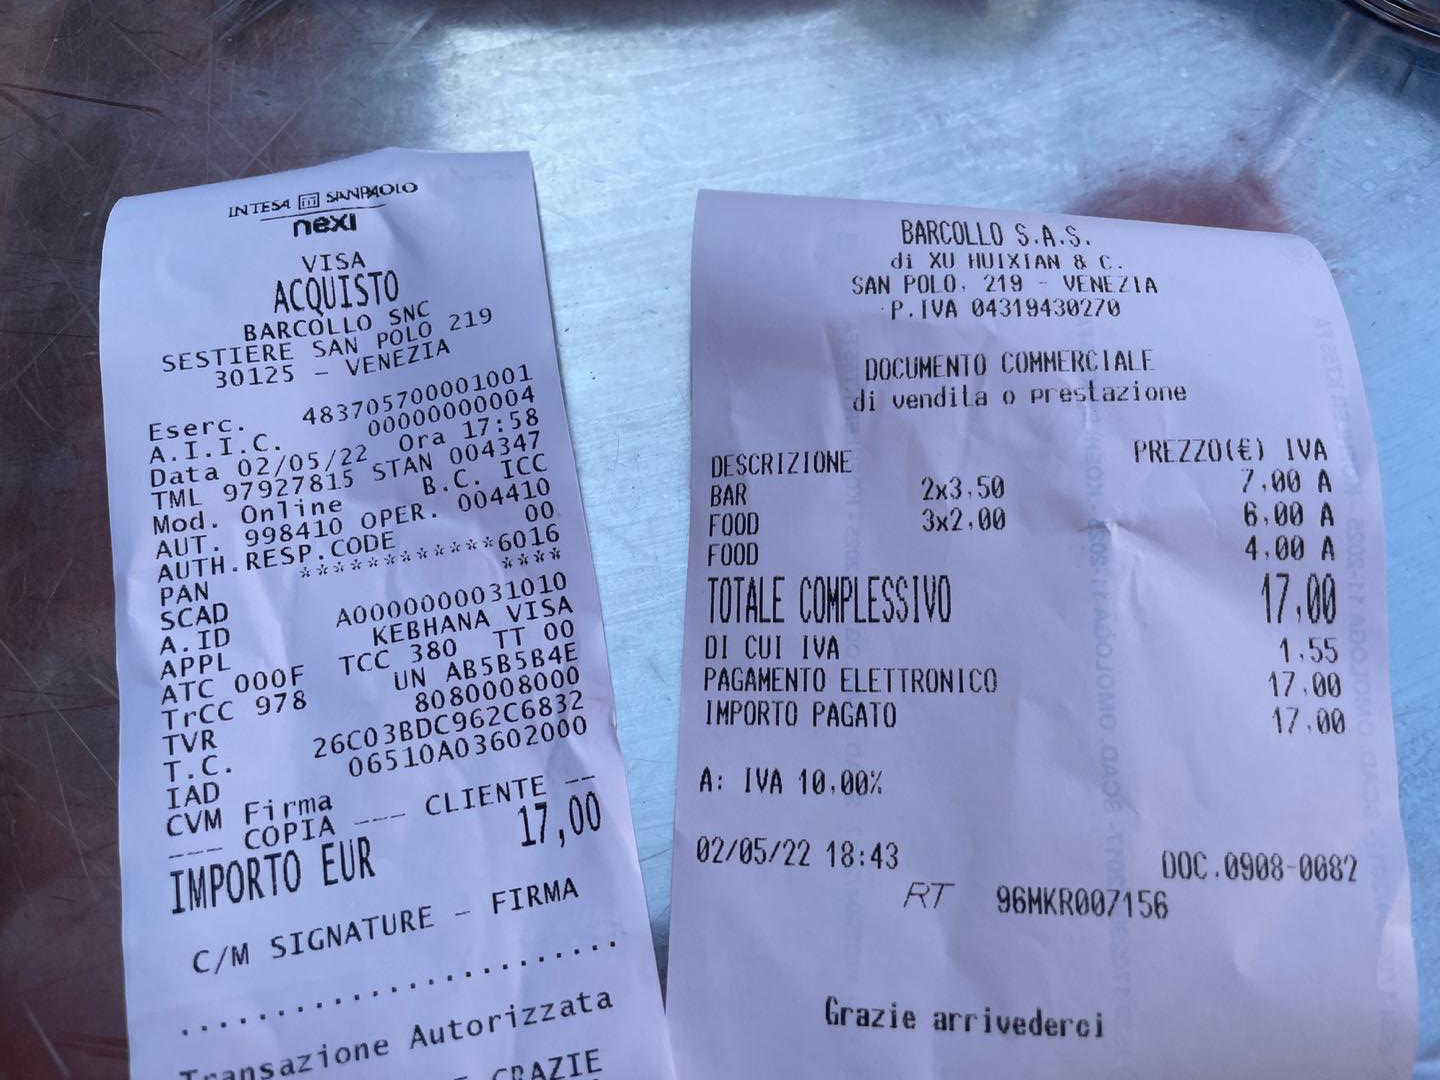 INTESA SANPAOLO
nexi
VISA
ACQUISTO
BARCOLLO SNC
SESTIERE SAN POLO 219
30125 - VENEZIA
Eserc. 483705700001001
A.I.I.C. 0000000004
Data 02/05/22 Ora 17:58
TML 97927815 STAN 004347
Mod. Online B.C. ICC
AUT. 998410 OPER. 004410
AUTH.RESP.CODE 00
PAN ************6016
SCAD ****
A.ID A0000000031010
APPL KEBHANA VISA
ATC 000F TCC 380 TT 00
TrCC 978 UN AB5B5B4E
TVR 8080008000
T.C. 26C03BDC962C6832
IAD 06510A03602000
CVM Firma
--- COPIA --- CLIENTE --
IMPORTO EUR 17,00
C/M SIGNATURE - FIRMA
........................
Transazione Autorizzata
GRAZIE
BARCOLLO S.A.S.
di XU HUIXIAN & C.
SAN POLO, 219 - VENEZIA
P.IVA 04319430270
DOCUMENTO COMMERCIALE
di vendita o prestazione
DESCRIZIONE PREZZO(€) IVA
BAR 2x3,50 7,00 A
FOOD 3x2,00 6,00 A
FOOD 4,00 A
TOTALE COMPLESSIVO 17,00
DI CUI IVA 1,55
PAGAMENTO ELETTRONICO 17,00
IMPORTO PAGATO 17,00
A: IVA 10,00%
02/05/22 18:43 DOC.0908-0082
RT 96MKR007156
Grazie arrivederci